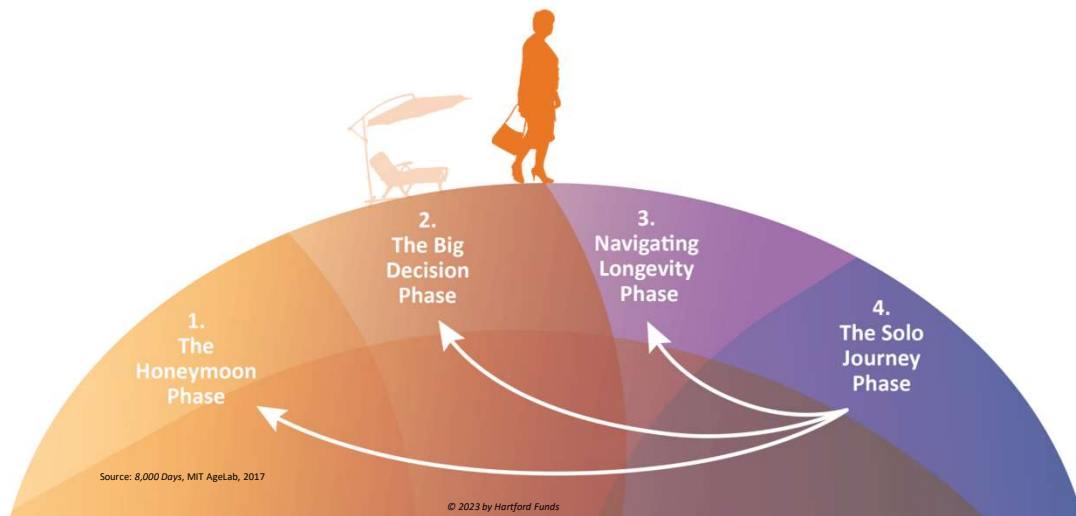 1.
The
Honeymoon
Phase
2.
The Big
Decision
Phase
3.
Navigating
Longevity
Phase
4.
The Solo
Journey
Phase
Source: 8,000 Days, MIT AgeLab, 2017
© 2023 by Hartford Funds